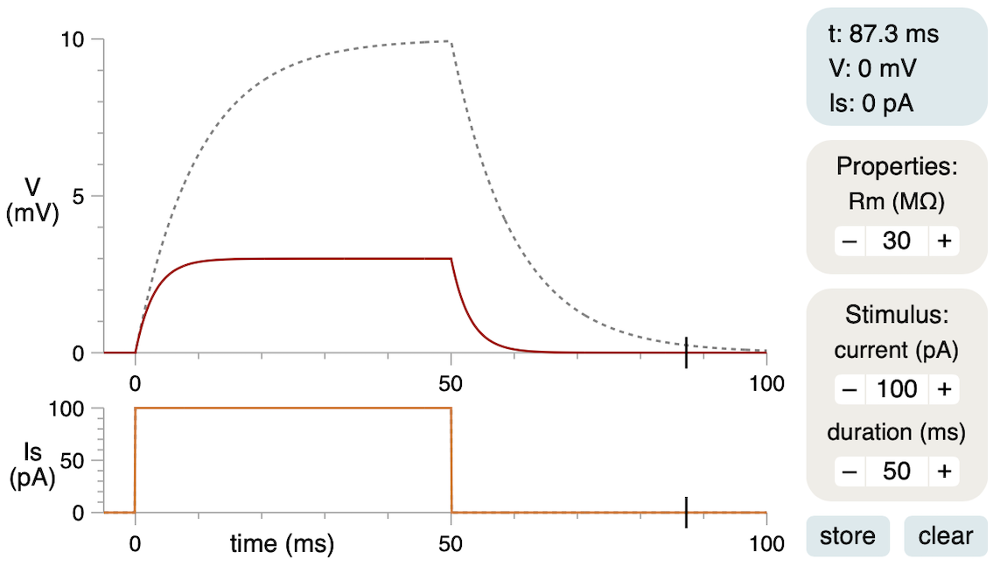 10
5
0
V
(mV)
0
50
100
100
50
0
Is
(pA)
0
50
100
time (ms)
t: 87.3 ms
V: 0 mV
Is: 0 pA
Properties:
Rm (MΩ)
– 30 +
Stimulus:
current (pA)
– 100 +
duration (ms)
– 50 +
store clear